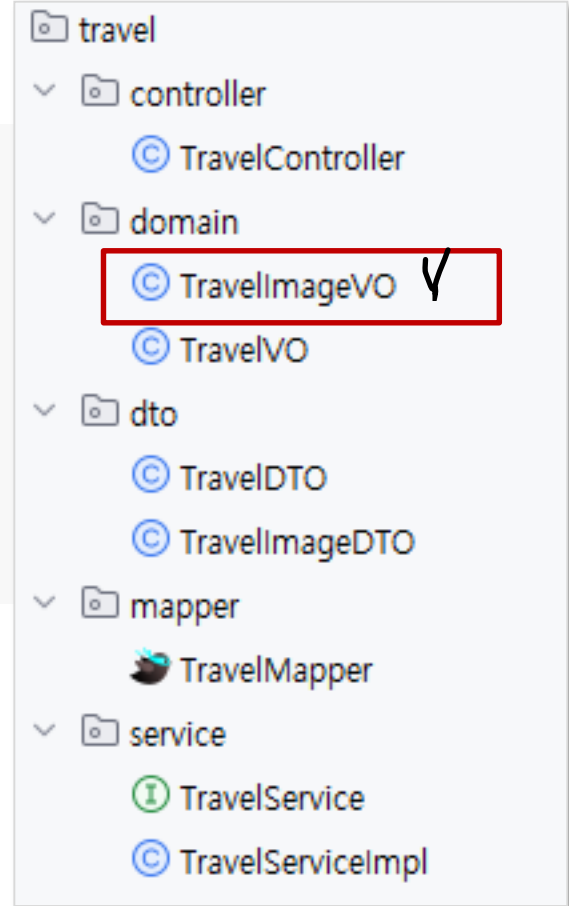 travel
controller
TravelController
domain
TravelImageVO
TravelVO
dto
TravelDTO
TravelImageDTO
mapper
TravelMapper
service
TravelService
TravelServiceImpl